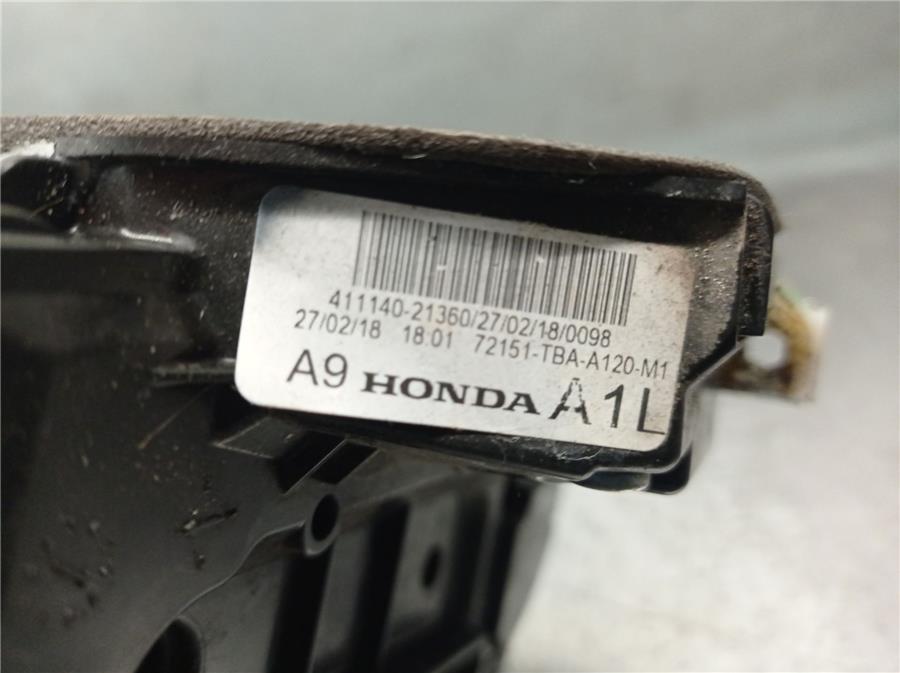 411140-21360/27/02/18/0098
27/02/18 18:01 72151-TBA-A120-M1
A9 HONDA A1L